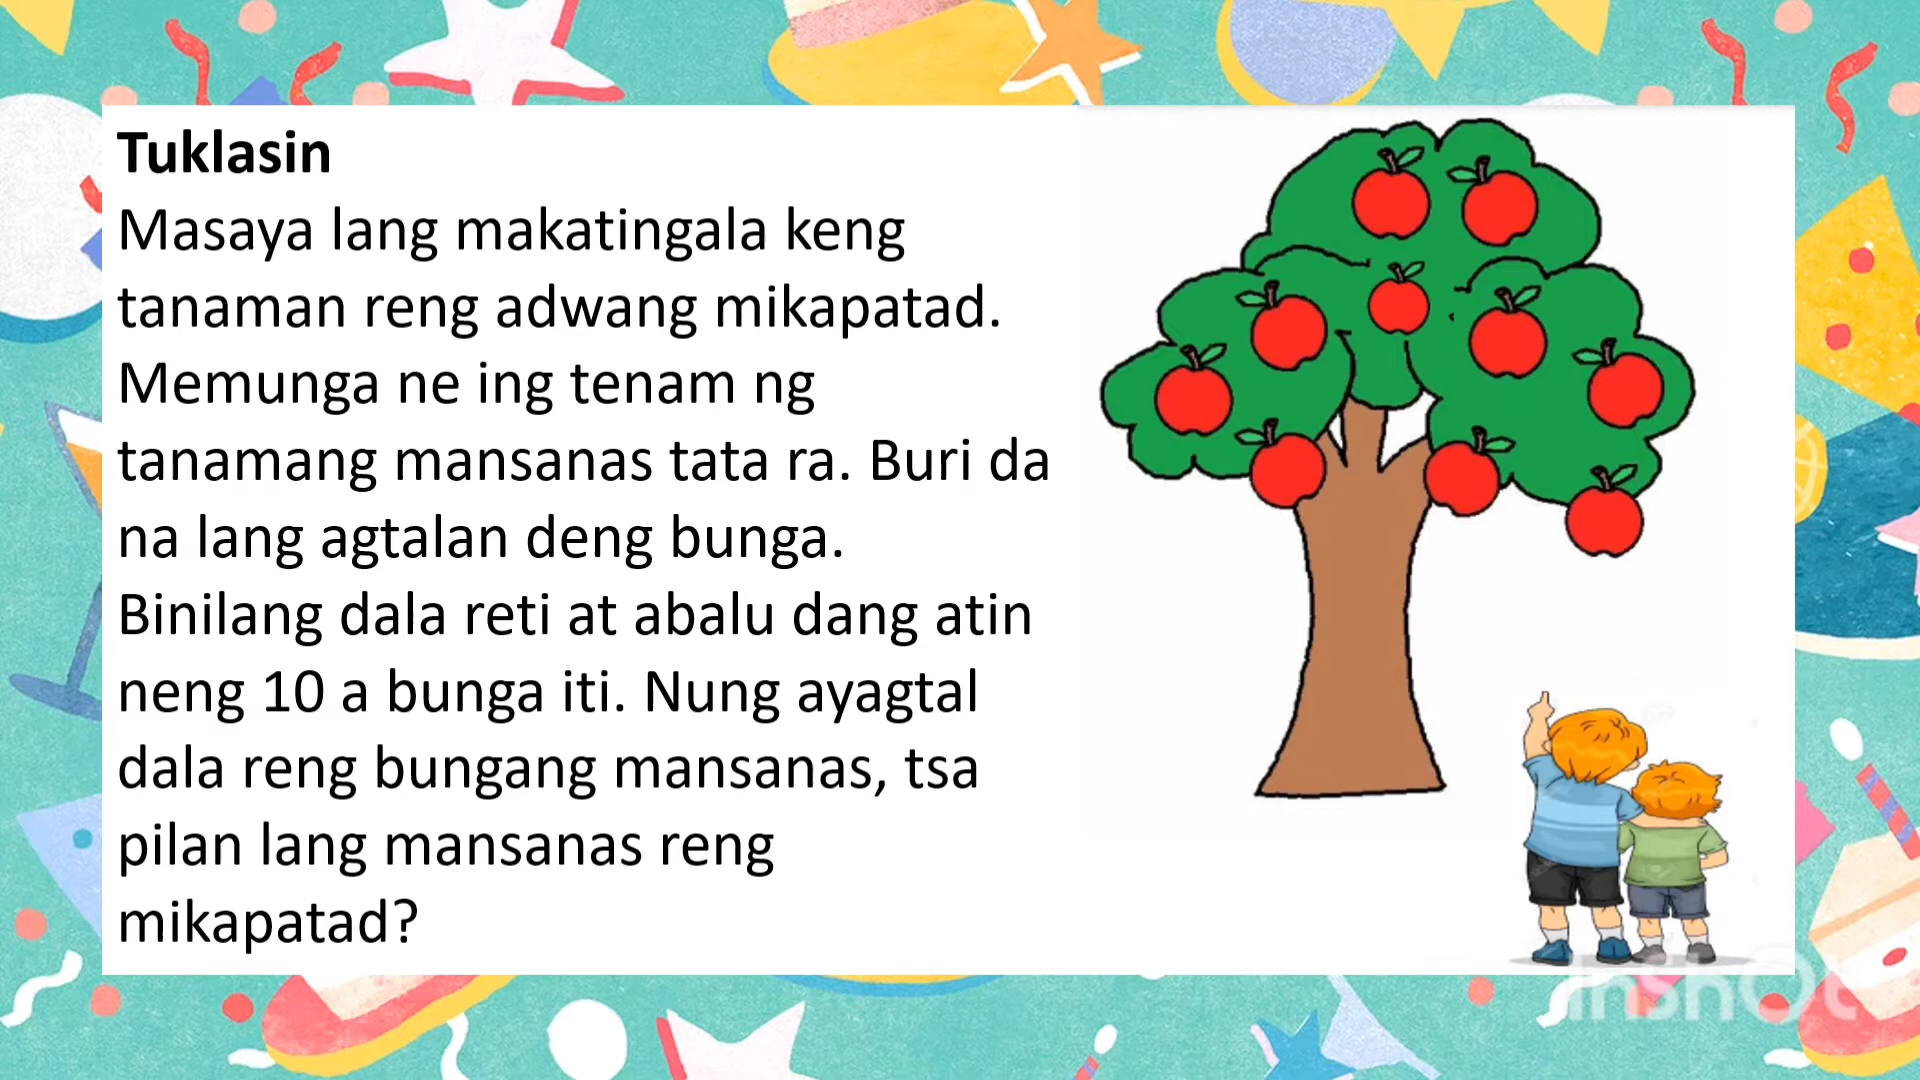 Tuklasin
Masaya lang makatingala keng
tanaman reng adwang mikapatad.
Memunga ne ing tenam ng
tanamang mansanas tata ra. Buri da
na lang agtalan deng bunga.
Binilang dala reti at abalu dang atin
neng 10 a bunga iti. Nung ayagtal
dala reng bungang mansanas, tsa
pilan lang mansanas reng
mikapatad?
InShOt